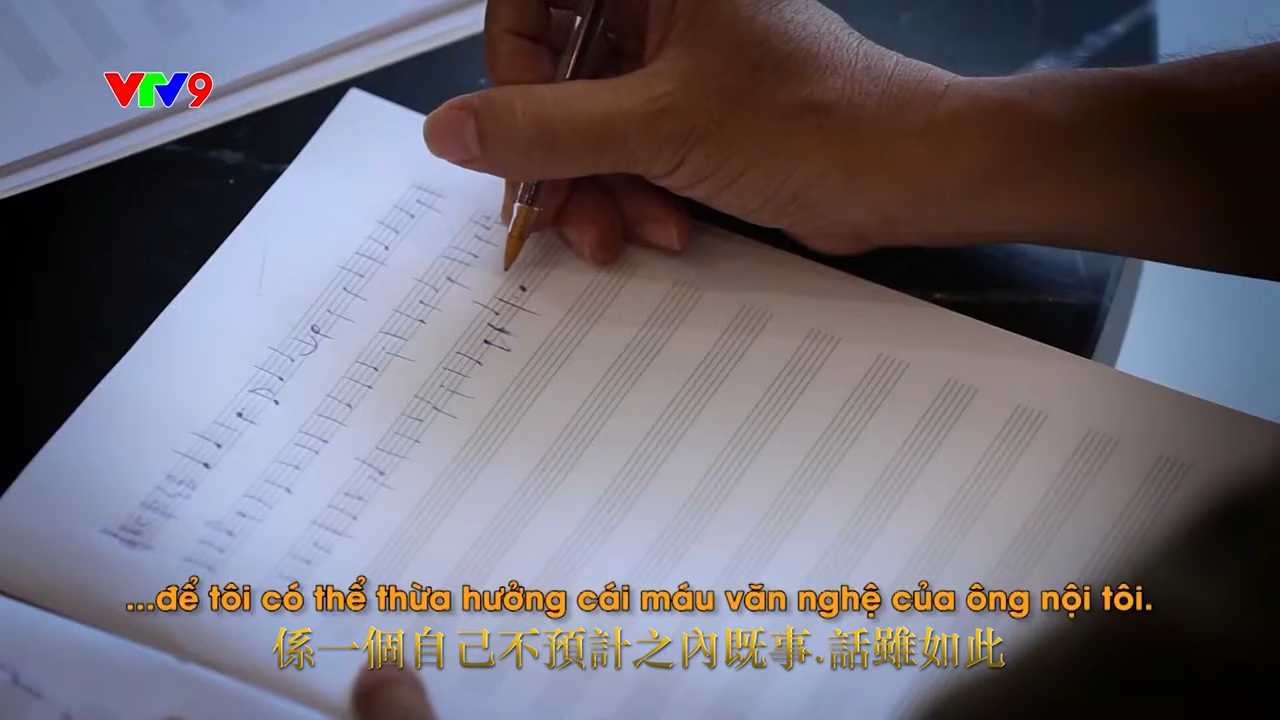 VTV9
...để tôi có thể thừa hưởng cái máu văn nghệ của ông nội tôi.
係一個自己不預計之內既事.話雖如此